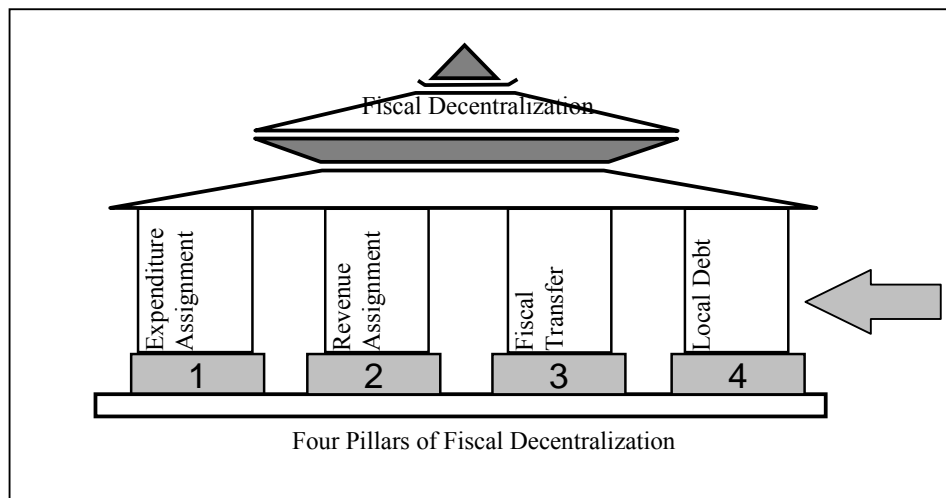 Fiscal Decentralization
Expenditure
Assignment
Revenue
Assignment
Fiscal
Transfer
Local Debt
1
2
3
4
Four Pillars of Fiscal Decentralization